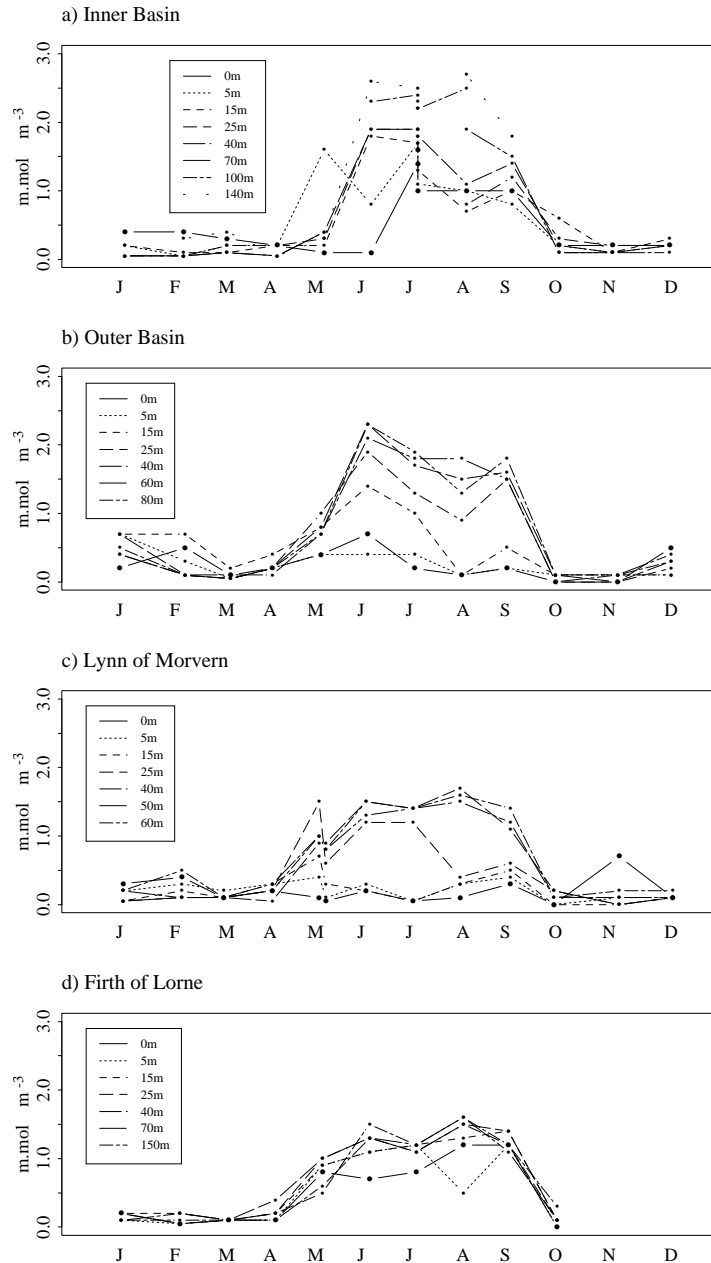 a) Inner Basin
3.0
2.0
1.0
0.0
m.mol m -3
0m
5m
15m
25m
40m
70m
100m
140m
J F M A M J J A S O N D
b) Outer Basin
3.0
2.0
1.0
0.0
m.mol m -3
0m
5m
15m
25m
40m
60m
80m
J F M A M J J A S O N D
c) Lynn of Morvern
3.0
2.0
1.0
0.0
m.mol m -3
0m
5m
15m
25m
40m
50m
60m
J F M A M J J A S O N D
d) Firth of Lorne
3.0
2.0
1.0
0.0
m.mol m -3
0m
5m
15m
25m
40m
70m
150m
J F M A M J J A S O N D